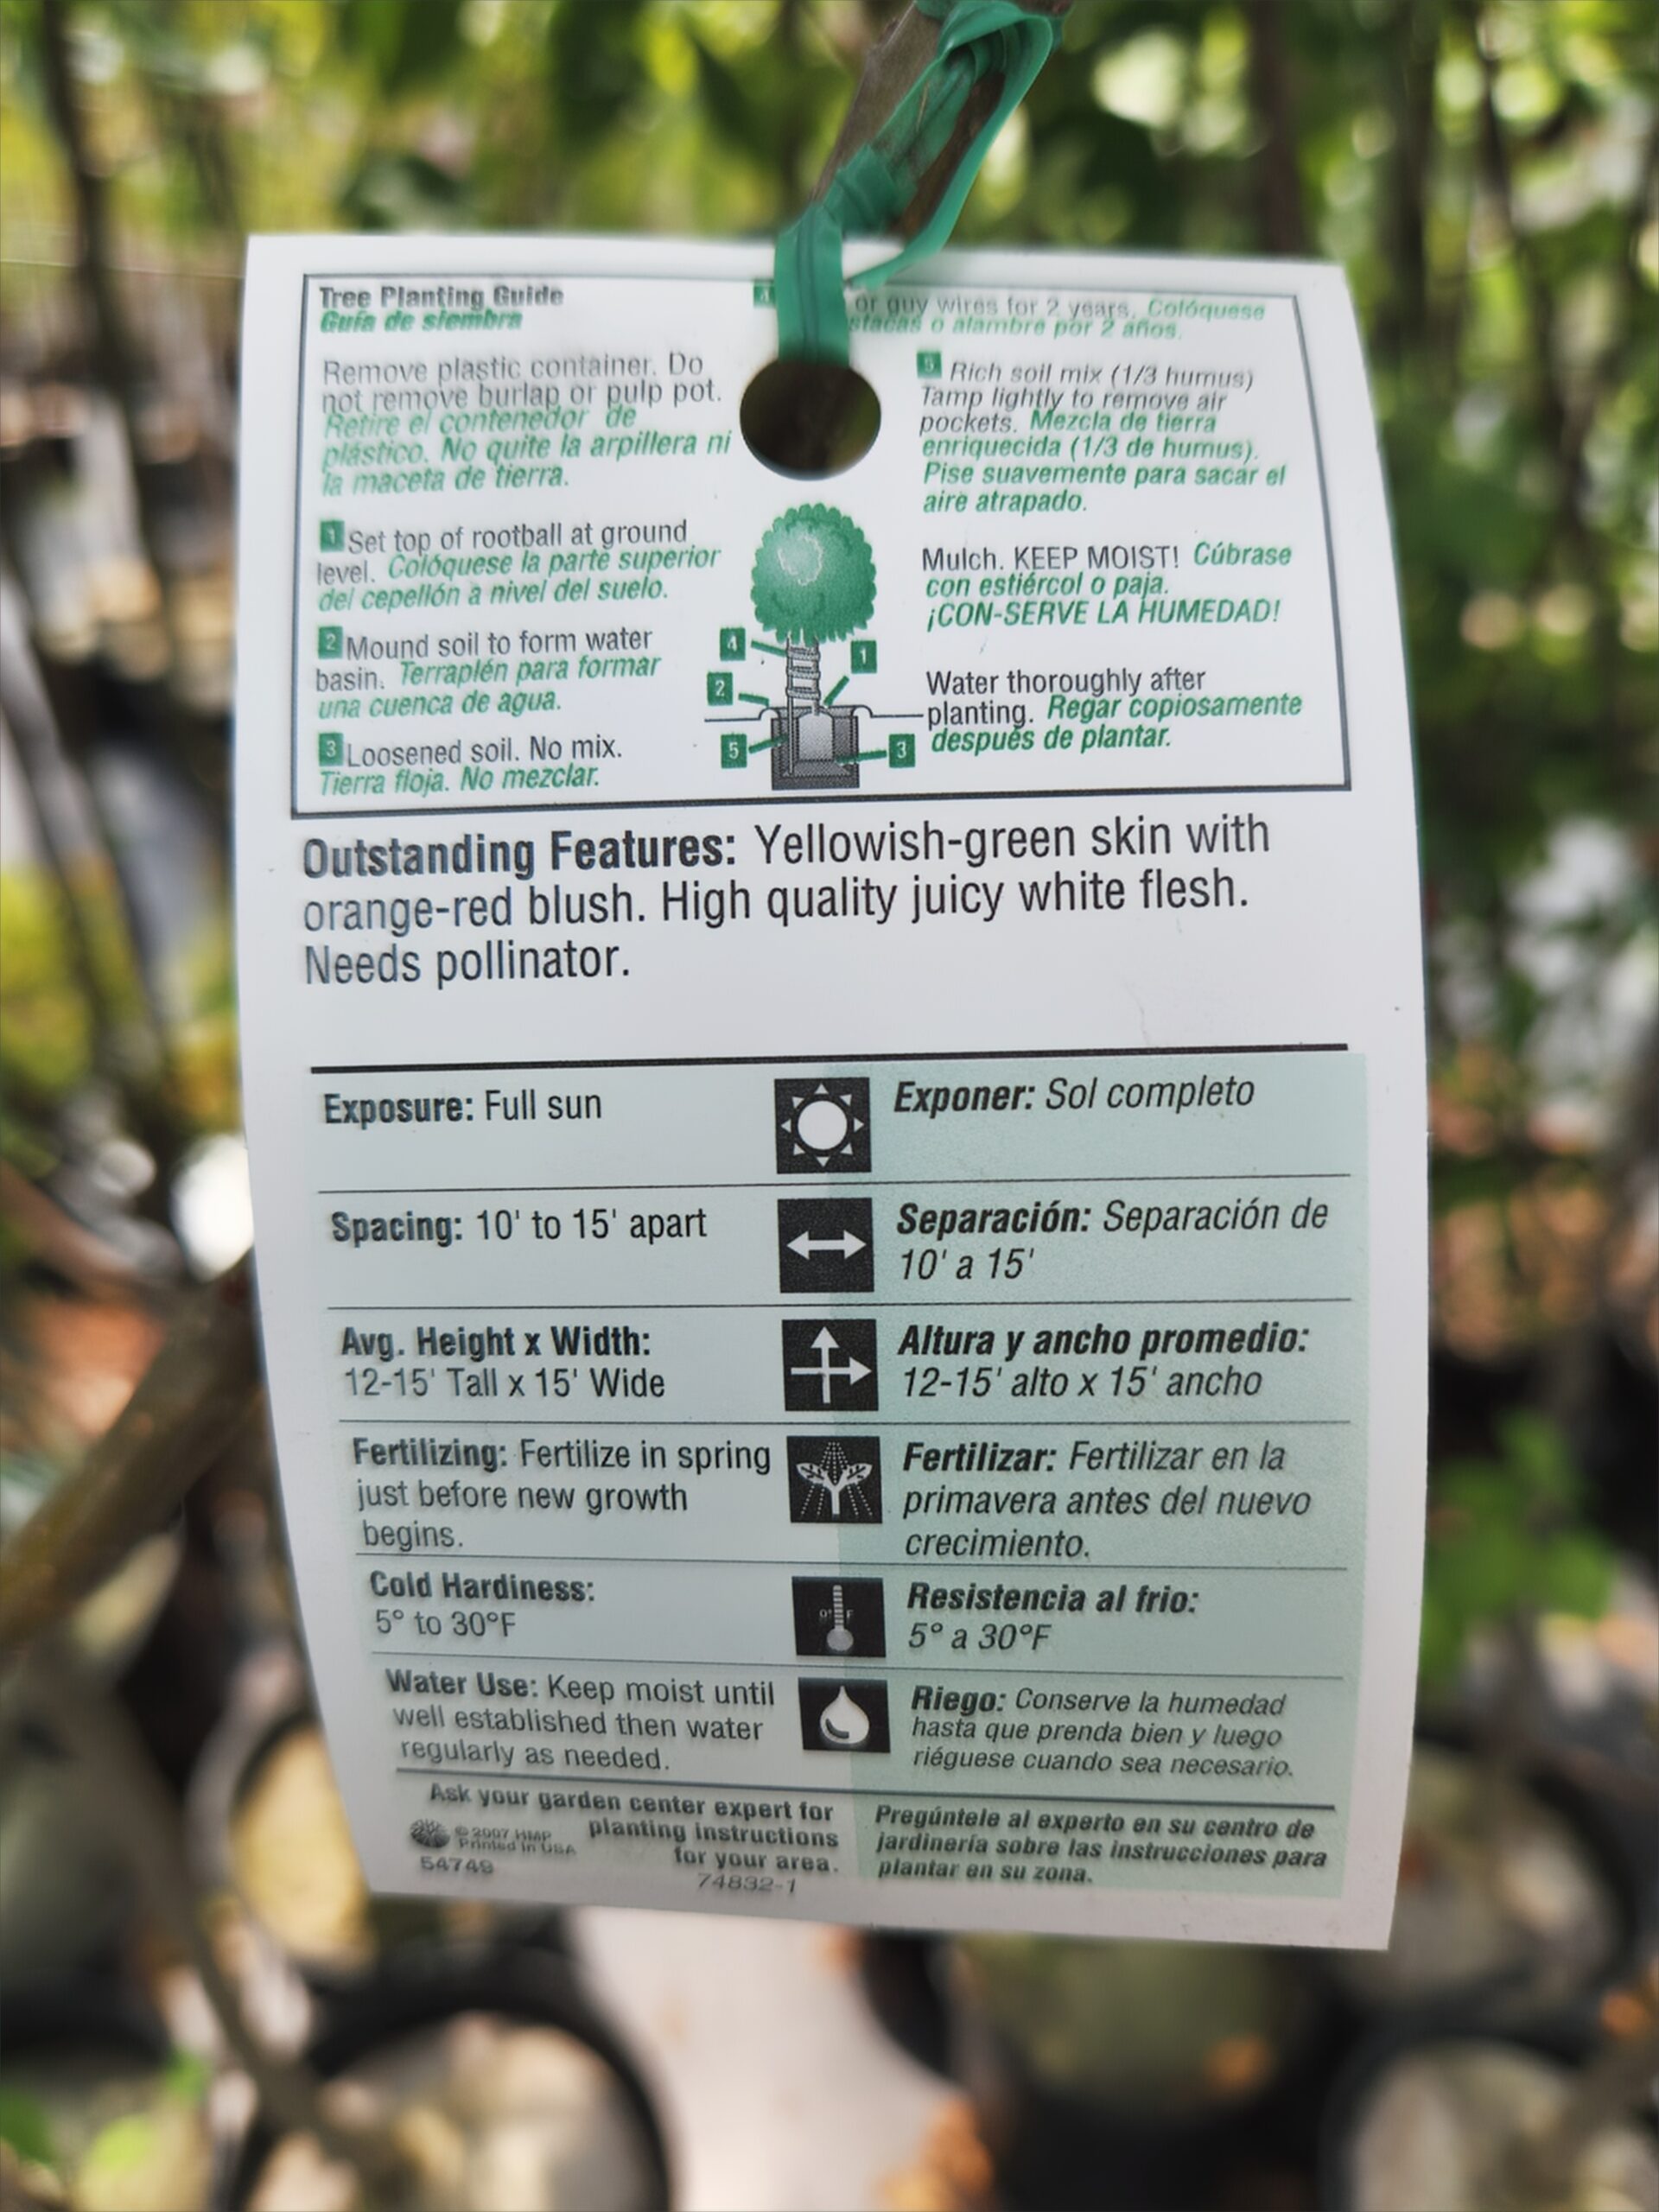 Tree Planting Guide
Guía de siembra
Remove plastic container. Do
not remove burlap or pulp pot.
Retire el contenedor de
plástico. No quite la arpillera ni
la maceta de tierra.
1 Set top of rootball at ground
level. Colóquese la parte superior
del cepellón a nivel del suelo.
2 Mound soil to form water
basin. Terraplén para formar
una cuenca de agua.
3 Loosened soil. No mix.
Tierra floja. No mezclar.
4 or guy wires for 2 years. Colóquese
stacas o alambre por 2 años.
5 Rich soil mix (1/3 humus)
Tamp lightly to remove air
pockets. Mezcla de tierra
enriquecida (1/3 de humus).
Pise suavemente para sacar el
aire atrapado.
Mulch. KEEP MOIST! Cúbrase
con estiércol o paja.
¡CON-SERVE LA HUMEDAD!
Water thoroughly after
planting. Regar copiosamente
después de plantar.
4
1
2
5
3
Outstanding Features: Yellowish-green skin with
orange-red blush. High quality juicy white flesh.
Needs pollinator.
Exposure: Full sun
Exponer: Sol completo
Spacing: 10' to 15' apart
Separación: Separación de
10' a 15'
Avg. Height x Width:
12-15' Tall x 15' Wide
Altura y ancho promedio:
12-15' alto x 15' ancho
Fertilizing: Fertilize in spring
just before new growth
begins.
Fertilizar: Fertilizar en la
primavera antes del nuevo
crecimiento.
Cold Hardiness:
5° to 30°F
Resistencia al frio:
5° a 30°F
Water Use: Keep moist until
well established then water
regularly as needed.
Riego: Conserve la humedad
hasta que prenda bien y luego
riéguese cuando sea necesario.
Ask your garden center expert for
planting instructions
for your area.
© 2007 HMP
Printed in USA
54749
74832-1
Pregúntele al experto en su centro de
jardinería sobre las instrucciones para
plantar en su zona.